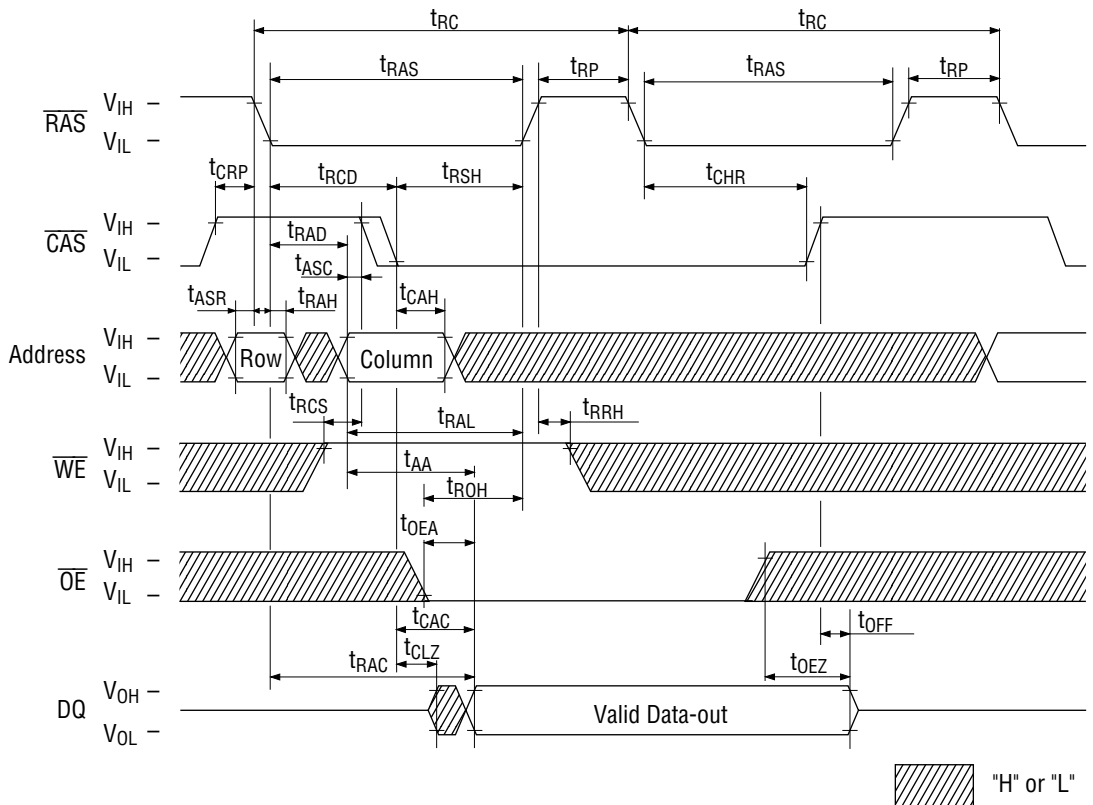 tRC tRC
tRAS tRP tRAS tRP
RAS VIH –
VIL –
tCRP tRCD tRSH tCHR
CAS VIH –
VIL –
tRAD
tASC
tASR tRAH tCAH
Address VIH –
VIL –
Row Column
tRCS tRAL tRRH
WE VIH –
VIL –
tAA
tROH
tOEA
OE VIH –
VIL –
tCAC tOFF
tRAC tCLZ tOEZ
DQ VOH –
VOL –
Valid Data-out
"H" or "L"